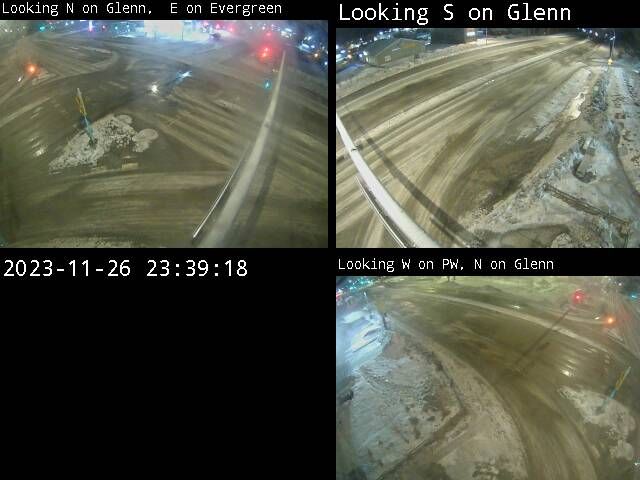 Looking N on Glenn,  E on Evergreen
Looking S on Glenn
2023-11-26 23:39:18
Looking W on PW, N on Glenn